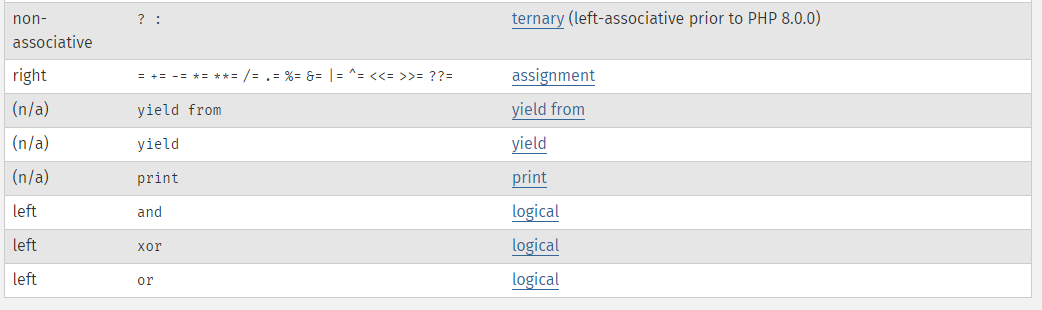 non-
associative ? : ternary (left-associative prior to PHP 8.0.0)
right = += -= *= **= /= .= %= &= |= ^= <<= >>= ??= assignment
(n/a) yield from yield from
(n/a) yield yield
(n/a) print print
left and logical
left xor logical
left or logical